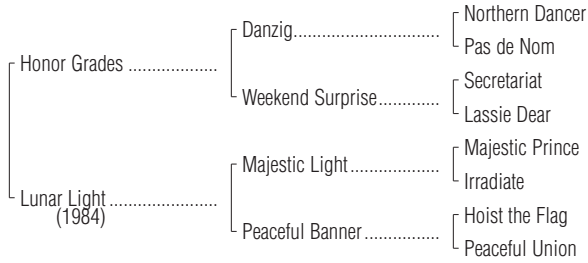 Northern Dancer
Danzig..................................
Pas de Nom
Honor Grades .....................
Secretariat
Weekend Surprise..............
Lassie Dear
Majestic Prince
Majestic Light .....................
Irradiate
Lunar Light .........................
(1984)
Hoist the Flag
Peaceful Banner.................
Peaceful Union